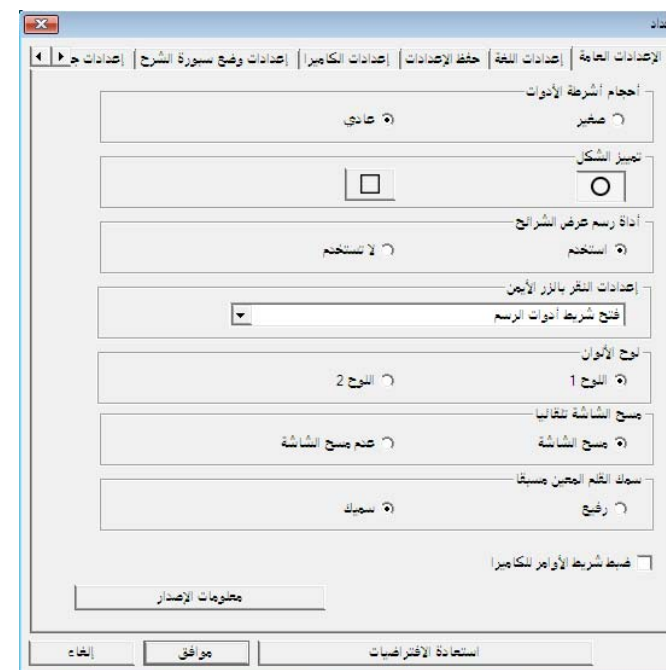 داد
الإعدادات العامة إعدادات اللغة حفظ الإعدادات إعدادات الكاميرا إعدادات وضع سبورة الشرح إعدادات ج
أحجام أشرطة الأدوات
صغير عادي
تمييز الشكل
أداة رسم عرض الشرائح
استخدم لا تستخدم
إعدادات النقر بالزر الأيمن
فتح شريط أدوات الرسم
لوح الألوان
اللوح 1 اللوح 2
مسح الشاشة تلقائيا
مسح الشاشة عدم مسح الشاشة
سمك القلم المعين مسبقا
رفيع سميك
ضبط شريط الأوامر للكاميرا
معلومات الإصدار
استعادة الافتراضيات موافق إلغاء